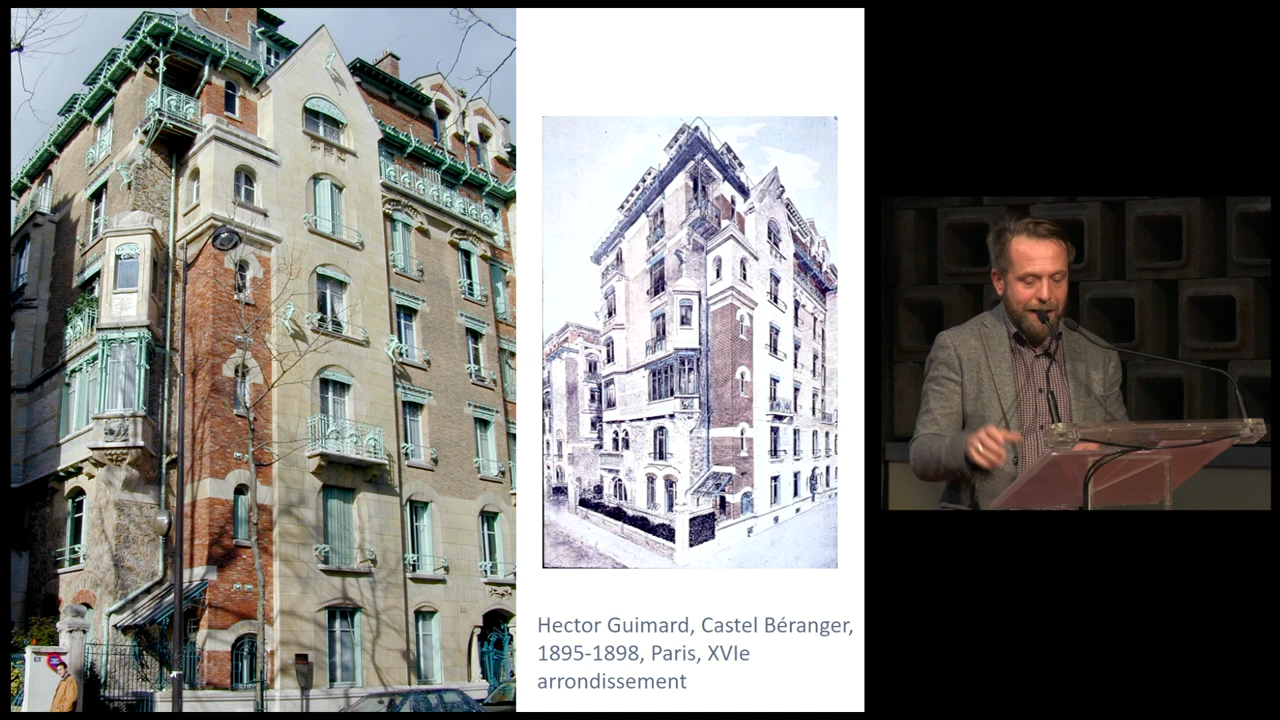 Hector Guimard, Castel Béranger,
1895-1898, Paris, XVIe
arrondissement